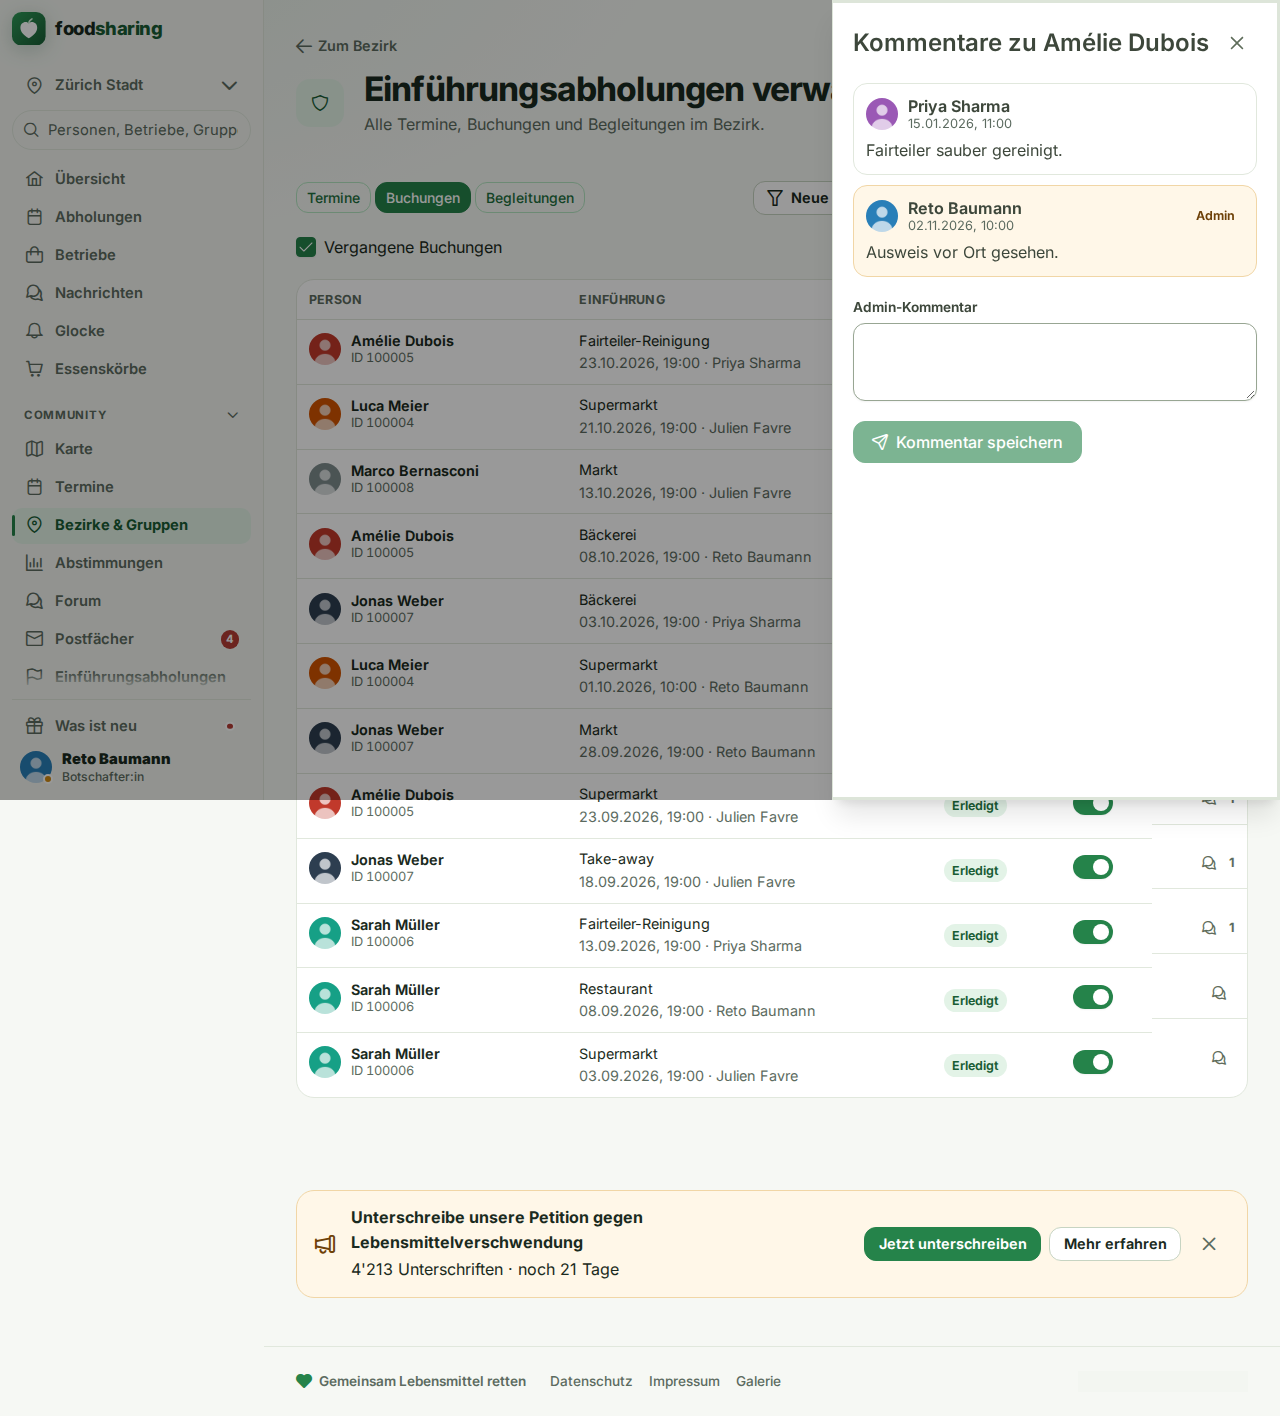 foodsharing
Zürich Stadt
Personen, Betriebe, Grupp
Übersicht
Abholungen
Betriebe
Nachrichten
Glocke
Essenskörbe
COMMUNITY
Karte
Termine
Bezirke & Gruppen
Abstimmungen
Forum
Postfächer 4
Einführungsabholungen
Was ist neu
Reto Baumann
Botschafter:in
Zum Bezirk
Einführungsabholungen verwa
Alle Termine, Buchungen und Begleitungen im Bezirk.
Termine Buchungen Begleitungen Neue
Vergangene Buchungen
PERSON EINFÜHRUNG
Amélie Dubois Fairteiler-Reinigung
ID 100005 23.10.2026, 19:00 · Priya Sharma
Luca Meier Supermarkt
ID 100004 21.10.2026, 19:00 · Julien Favre
Marco Bernasconi Markt
ID 100008 13.10.2026, 19:00 · Julien Favre
Amélie Dubois Bäckerei
ID 100005 08.10.2026, 19:00 · Reto Baumann
Jonas Weber Bäckerei
ID 100007 03.10.2026, 19:00 · Priya Sharma
Luca Meier Supermarkt
ID 100004 01.10.2026, 10:00 · Reto Baumann
Jonas Weber Markt
ID 100007 28.09.2026, 19:00 · Reto Baumann
Amélie Dubois Supermarkt
ID 100005 23.09.2026, 19:00 · Julien Favre Erledigt
Jonas Weber Take-away
ID 100007 18.09.2026, 19:00 · Julien Favre Erledigt 1
Sarah Müller Fairteiler-Reinigung
ID 100006 13.09.2026, 19:00 · Priya Sharma Erledigt 1
Sarah Müller Restaurant
ID 100006 08.09.2026, 19:00 · Reto Baumann Erledigt
Sarah Müller Supermarkt
ID 100006 03.09.2026, 19:00 · Julien Favre Erledigt
Kommentare zu Amélie Dubois
Priya Sharma
15.01.2026, 11:00
Fairteiler sauber gereinigt.
Reto Baumann Admin
02.11.2026, 10:00
Ausweis vor Ort gesehen.
Admin-Kommentar
Kommentar speichern
Unterschreibe unsere Petition gegen
Lebensmittelverschwendung
4'213 Unterschriften · noch 21 Tage
Jetzt unterschreiben Mehr erfahren
Gemeinsam Lebensmittel retten Datenschutz Impressum Galerie